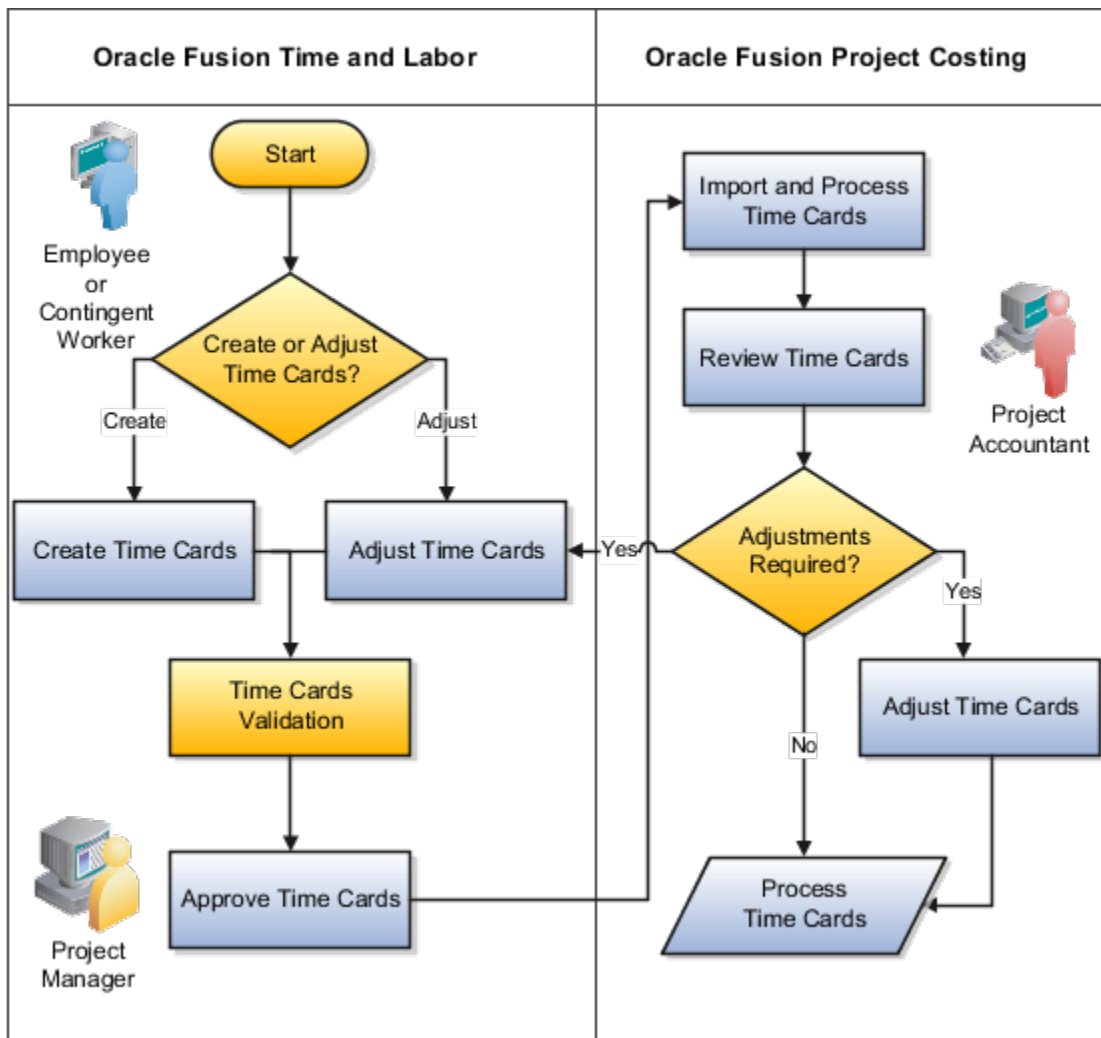 Oracle Fusion Time and Labor
Oracle Fusion Project Costing
Start
Employee
or
Contingent
Worker
Create or Adjust
Time Cards?
Create
Adjust
Create Time Cards
Adjust Time Cards
Time Cards
Validation
Approve Time Cards
Project
Manager
Import and Process
Time Cards
Review Time Cards
Project
Accountant
Adjustments
Required?
Yes
Yes
No
Adjust Time Cards
Process
Time Cards